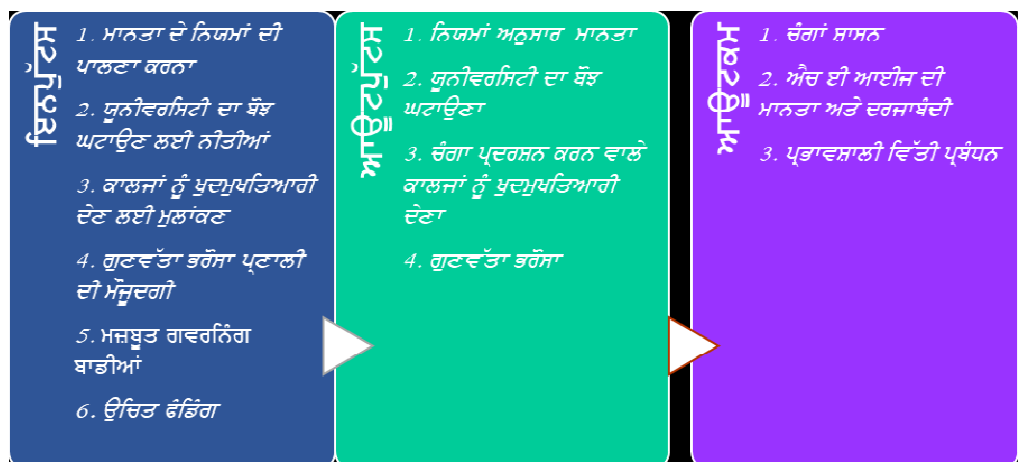 ਇਨਪੁੱਟਸ
1. ਮਾਨਤਾ ਦੇ ਨਿਯਮਾਂ ਦੀ
ਪਾਲਣਾ ਕਰਨਾ
2. ਯੂਨੀਵਰਸਿਟੀ ਦਾ ਬੋਝ
ਘਟਾਉਣ ਲਈ ਨੀਤੀਆਂ
3. ਕਾਲਜਾਂ ਨੂੰ ਖੁਦਮੁਖਤਿਆਰੀ
ਦੇਣ ਲਈ ਮੁਲਾਂਕਣ
4. ਗੁਣਵੱਤਾ ਭਰੋਸਾ ਪ੍ਰਣਾਲੀ
ਦੀ ਮੌਜੂਦਗੀ
5. ਮਜ਼ਬੂਤ ਗਵਰਨਿੰਗ
ਬਾਡੀਆਂ
6. ਉਚਿਤ ਫੰਡਿੰਗ
ਆਊਟਪੁੱਟਸ
1. ਨਿਯਮਾਂ ਅਨੁਸਾਰ ਮਾਨਤਾ
2. ਯੂਨੀਵਰਸਿਟੀ ਦਾ ਬੋਝ
ਘਟਾਉਣਾ
3. ਚੰਗਾ ਪ੍ਰਦਰਸ਼ਨ ਕਰਨ ਵਾਲੇ
ਕਾਲਜਾਂ ਨੂੰ ਖੁਦਮੁਖਤਿਆਰੀ
ਦੇਣਾ
4. ਗੁਣਵੱਤਾ ਭਰੋਸਾ
ਆਊਟਕਮ
1. ਚੰਗਾਂ ਸ਼ਾਸਨ
2. ਐਚ ਈ ਆਈਜ ਦੀ
ਮਾਨਤਾ ਅਤੇ ਦਰਜਾਬੰਦੀ
3. ਪ੍ਰਭਾਵਸ਼ਾਲੀ ਵਿੱਤੀ ਪ੍ਰਬੰਧਨ